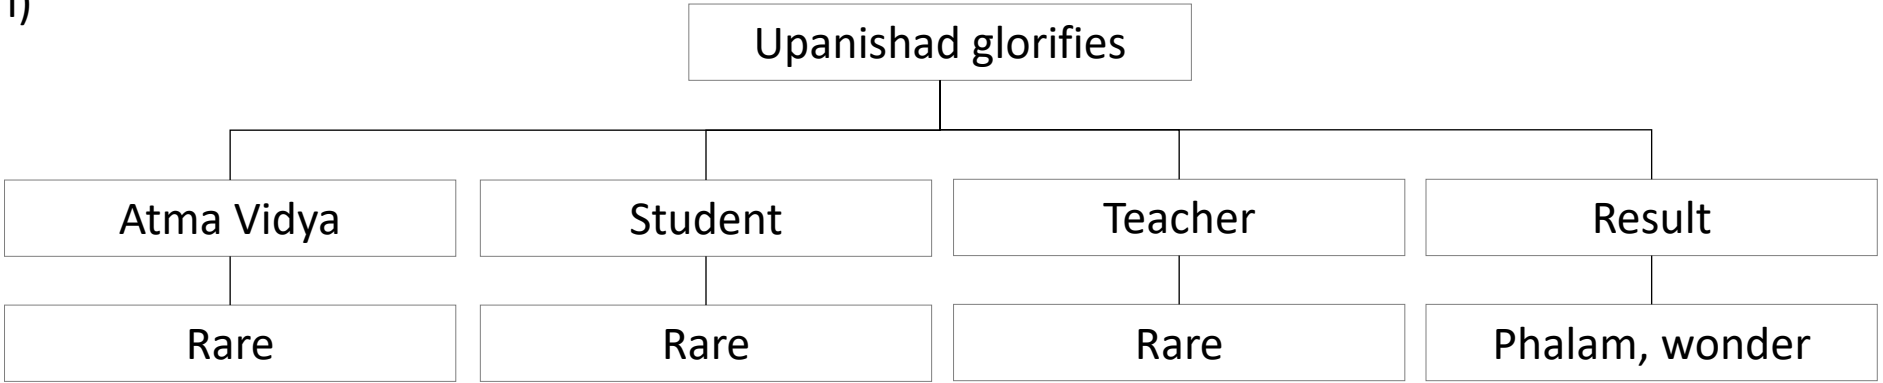 Upanishad glorifies
Atma Vidya
Student
Teacher
Result
Rare
Rare
Rare
Phalam, wonder